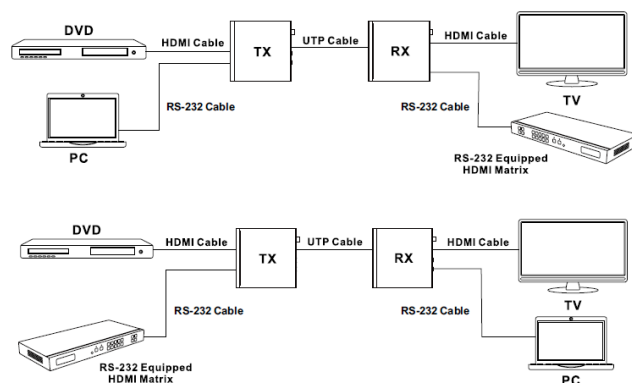 DVD
HDMI Cable
TX
UTP Cable
RX
HDMI Cable
TV
RS-232 Cable
PC
RS-232 Cable
RS-232 Equipped
HDMI Matrix
DVD
HDMI Cable
TX
UTP Cable
RX
HDMI Cable
TV
RS-232 Cable
RS-232 Equipped
HDMI Matrix
RS-232 Cable
PC